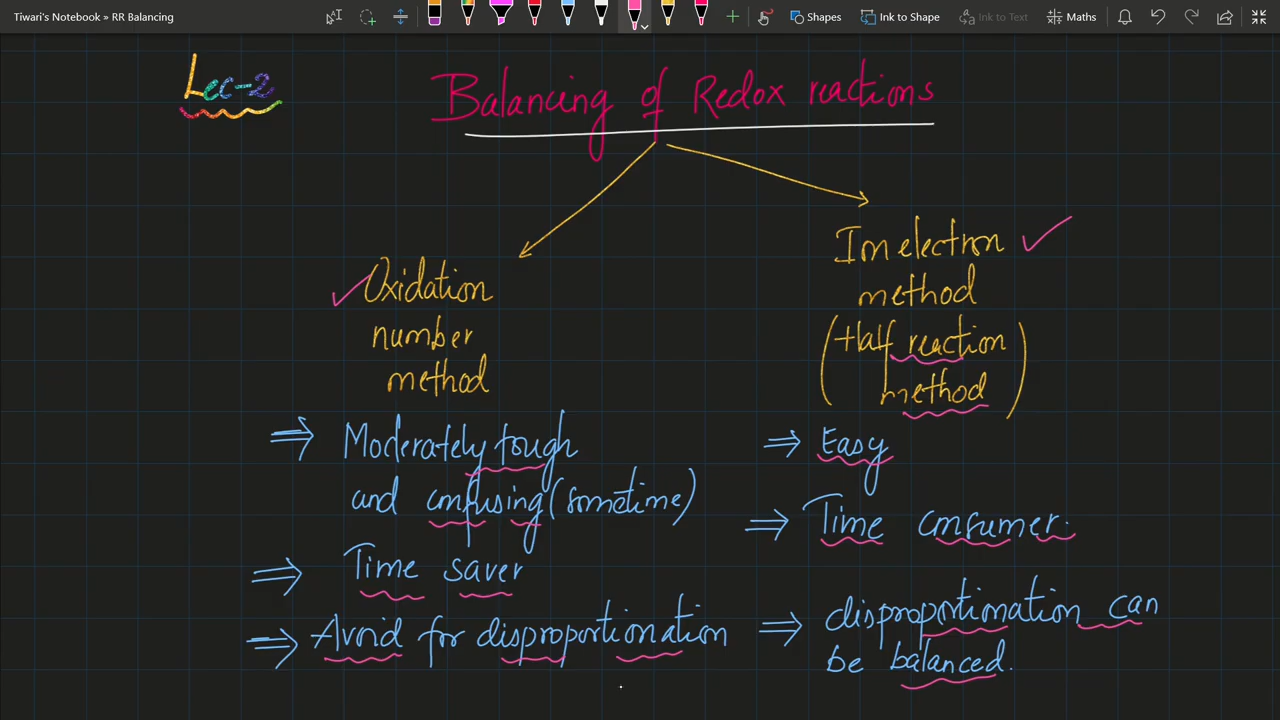 Tiwari's Notebook » RR Balancing
Shapes
Ink to Shape
Ink to Text
Maths
Lec-2
Balancing of Redox reactions
Oxidation
number
method
⇒ Moderately tough
and confusing (sometime)
⇒ Time saver
⇒ Avoid for disproportionation
Ion electron
method
(Half reaction
method)
⇒ Easy
⇒ Time consumer.
⇒ disproportionation can
be balanced.